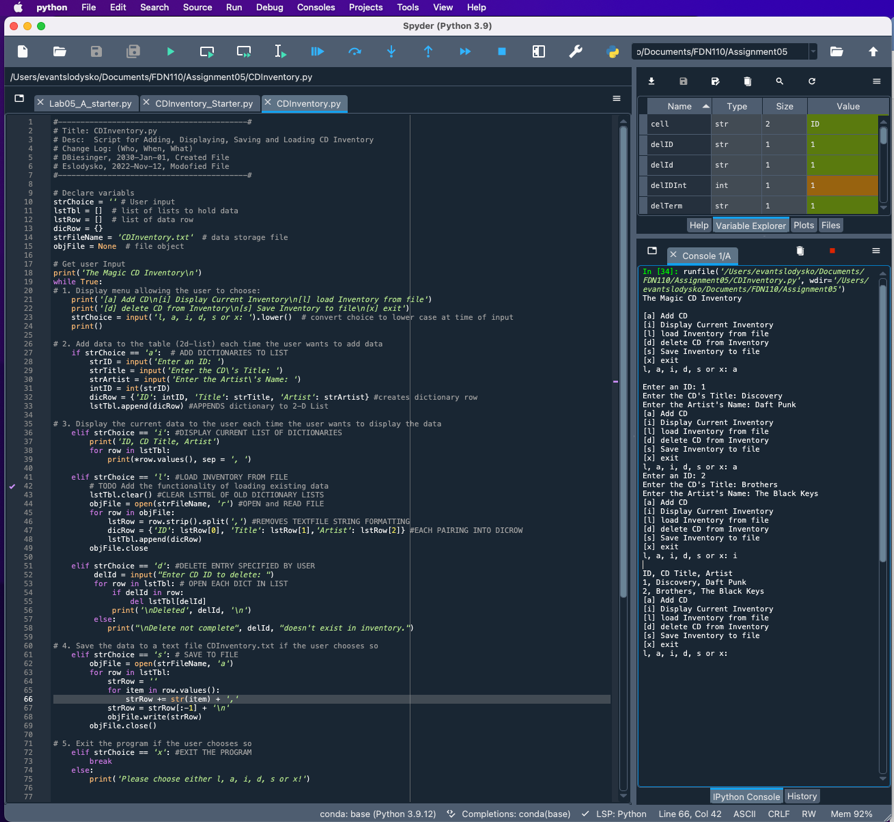 python File Edit Search Source Run Debug Consoles Projects Tools View Help
Spyder (Python 3.9)
ɔ/Documents/FDN110/Assignment05
/Users/evantslodysko/Documents/FDN110/Assignment05/CDInventory.py
Lab05_A_starter.py CDInventory_Starter.py CDInventory.py
1 #------------------------------------------#
2 # Title: CDInventory.py
3 # Desc: Script for Adding, Displaying, Saving and Loading CD Inventory
4 # Change Log: (Who, When, What)
5 # DBiesinger, 2030-Jan-01, Created File
6 # Eslodysko, 2022-Nov-12, Modofied File
7 #------------------------------------------#
8
9 # Declare variabls
10 strChoice = '' # User input
11 lstTbl = [] # list of lists to hold data
12 lstRow = [] # list of data row
13 dicRow = {}
14 strFileName = 'CDInventory.txt' # data storage file
15 objFile = None # file object
16
17 # Get user Input
18 print('The Magic CD Inventory\n')
19 while True:
20 # 1. Display menu allowing the user to choose:
21 print('[a] Add CD\n[i] Display Current Inventory\n[l] load Inventory from file')
22 print('[d] delete CD from Inventory\n[s] Save Inventory to file\n[x] exit')
23 strChoice = input('l, a, i, d, s or x: ').lower() # convert choice to lower case at time of input
24 print()
25
26 # 2. Add data to the table (2d-list) each time the user wants to add data
27 if strChoice == 'a': # ADD DICTIONARIES TO LIST
28 strID = input('Enter an ID: ')
29 strTitle = input('Enter the CD\'s Title: ')
30 strArtist = input('Enter the Artist\'s Name: ')
31 intID = int(strID)
32 dicRow = {'ID': intID, 'Title': strTitle, 'Artist': strArtist} #creates dictionary row
33 lstTbl.append(dicRow) #APPENDS dictionary to 2-D List
34
35 # 3. Display the current data to the user each time the user wants to display the data
36 elif strChoice == 'i': #DISPLAY CURRENT LIST OF DICTIONARIES
37 print('ID, CD Title, Artist')
38 for row in lstTbl:
39 print(*row.values(), sep = ', ')
40
41 elif strChoice == 'l': #LOAD INVENTORY FROM FILE
42 # TODO Add the functionality of loading existing data
43 lstTbl.clear() #CLEAR LSTTBL OF OLD DICTIONARY LISTS
44 objFile = open(strFileName, 'r') #OPEN and READ FILE
45 for row in objFile:
46 lstRow = row.strip().split(',') #REMOVES TEXTFILE STRING FORMATTING
47 dicRow = {'ID': lstRow[0], 'Title': lstRow[1],'Artist': lstRow[2]} #EACH PAIRING INTO DICROW
48 lstTbl.append(dicRow)
49 objFile.close
50
51 elif strChoice == 'd': #DELETE ENTRY SPECIFIED BY USER
52 delId = input("Enter CD ID to delete: ")
53 for row in lstTbl: # OPEN EACH DICT IN LIST
54 if delId in row:
55 del lstTbl[delId]
56 print('\nDeleted', delId, '\n')
57 else:
58 print("\nDelete not complete", delId, "doesn't exist in inventory.")
59
60 # 4. Save the data to a text file CDInventory.txt if the user chooses so
61 elif strChoice == 's': # SAVE TO FILE
62 objFile = open(strFileName, 'a')
63 for row in lstTbl:
64 strRow = ''
65 for item in row.values():
66 strRow += str(item) + ','
67 strRow = strRow[:-1] + '\n'
68 objFile.write(strRow)
69 objFile.close()
70
71 # 5. Exit the program if the user chooses so
72 elif strChoice == 'x': #EXIT THE PROGRAM
73 break
74 else:
75 print('Please choose either l, a, i, d, s or x!')
76
77
Name Type Size Value
cell str 2 ID
delID str 1 1
delId str 1 1
delIDInt int 1 1
delTerm str 1 1
Help Variable Explorer Plots Files
Console 1/A
In [34]: runfile('/Users/evantslodysko/Documents/
FDN110/Assignment05/CDInventory.py', wdir='/Users/
evantslodysko/Documents/FDN110/Assignment05')
The Magic CD Inventory
[a] Add CD
[i] Display Current Inventory
[l] load Inventory from file
[d] delete CD from Inventory
[s] Save Inventory to file
[x] exit
l, a, i, d, s or x: a
Enter an ID: 1
Enter the CD's Title: Discovery
Enter the Artist's Name: Daft Punk
[a] Add CD
[i] Display Current Inventory
[l] load Inventory from file
[d] delete CD from Inventory
[s] Save Inventory to file
[x] exit
l, a, i, d, s or x: a
Enter an ID: 2
Enter the CD's Title: Brothers
Enter the Artist's Name: The Black Keys
[a] Add CD
[i] Display Current Inventory
[l] load Inventory from file
[d] delete CD from Inventory
[s] Save Inventory to file
[x] exit
l, a, i, d, s or x: i
ID, CD Title, Artist
1, Discovery, Daft Punk
2, Brothers, The Black Keys
[a] Add CD
[i] Display Current Inventory
[l] load Inventory from file
[d] delete CD from Inventory
[s] Save Inventory to file
[x] exit
l, a, i, d, s or x:
IPython Console History
conda: base (Python 3.9.12) Completions: conda(base) LSP: Python Line 66, Col 42 ASCII CRLF RW Mem 92%